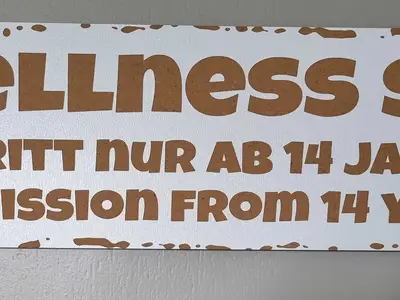 ELLNESS S
RITT NUR AB 14 JA
ISSION FROM 14 Y